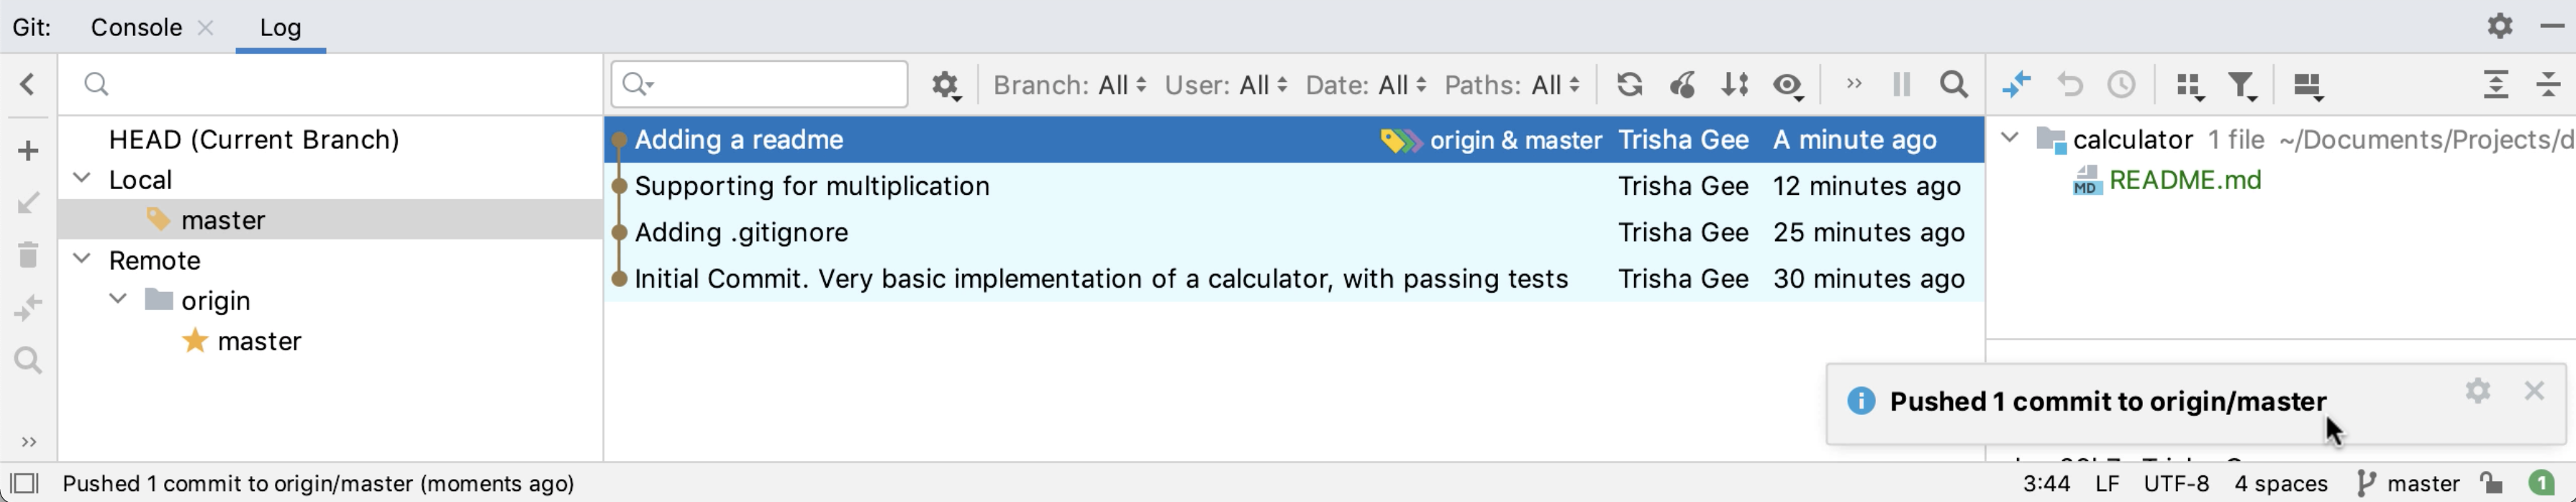 Git: Console Log
Branch: All User: All Date: All Paths: All
HEAD (Current Branch)
Local
master
Remote
origin
master
Adding a readme origin & master Trisha Gee A minute ago
Supporting for multiplication Trisha Gee 12 minutes ago
Adding .gitignore Trisha Gee 25 minutes ago
Initial Commit. Very basic implementation of a calculator, with passing tests Trisha Gee 30 minutes ago
calculator 1 file ~/Documents/Projects/d
MD README.md
Pushed 1 commit to origin/master
Pushed 1 commit to origin/master (moments ago) 3:44 LF UTF-8 4 spaces master 1